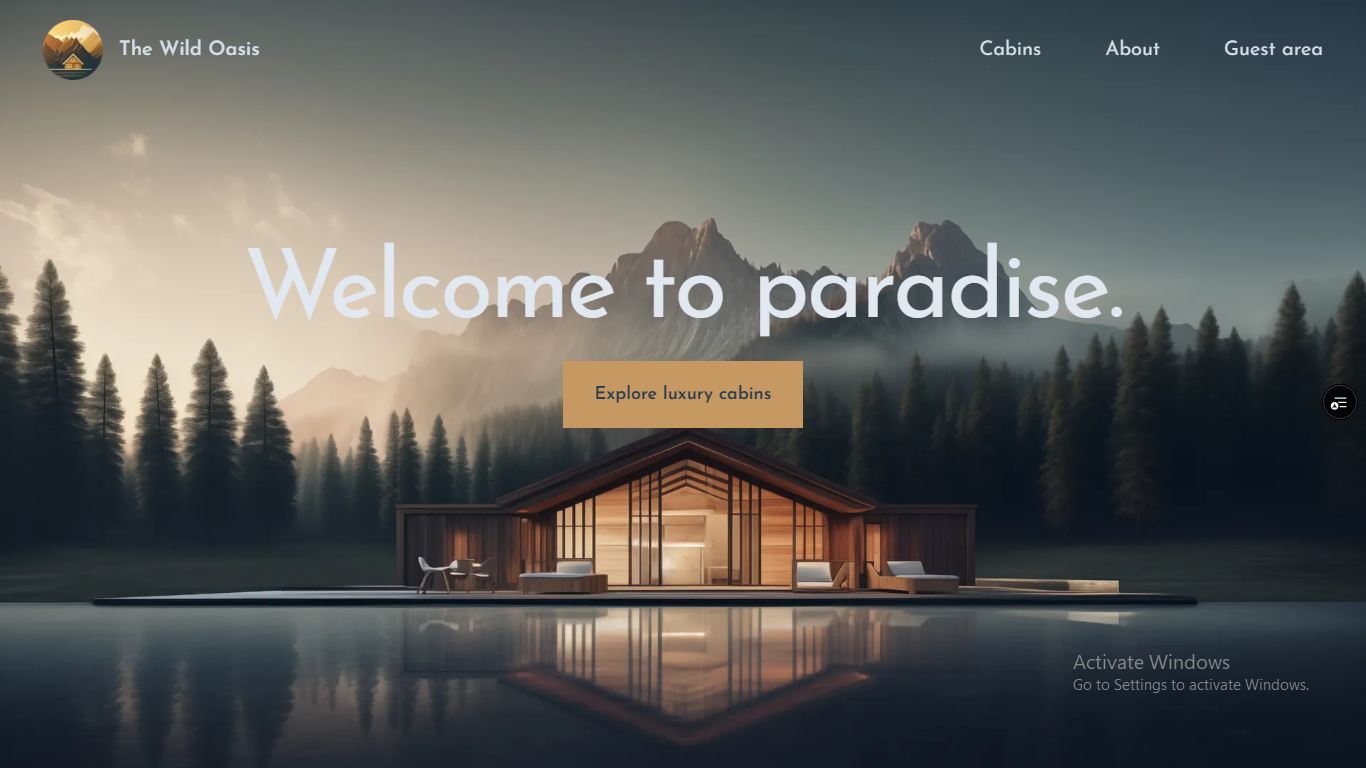 The Wild Oasis
Cabins
About
Guest area
Welcome to paradise.
Explore luxury cabins
Activate Windows
Go to Settings to activate Windows.